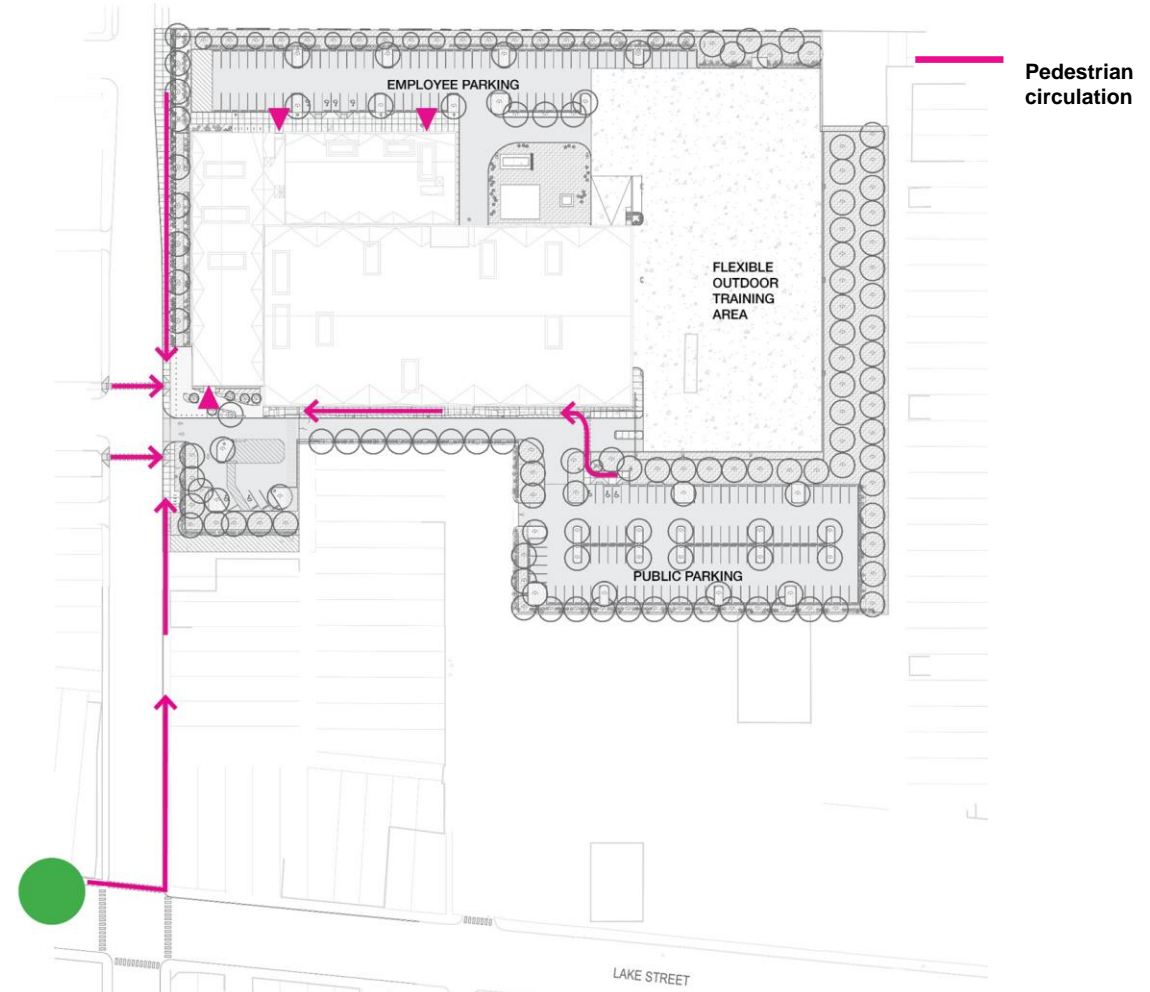 Pedestrian
circulation
EMPLOYEE PARKING
FLEXIBLE
OUTDOOR
TRAINING
AREA
PUBLIC PARKING
LAKE STREET